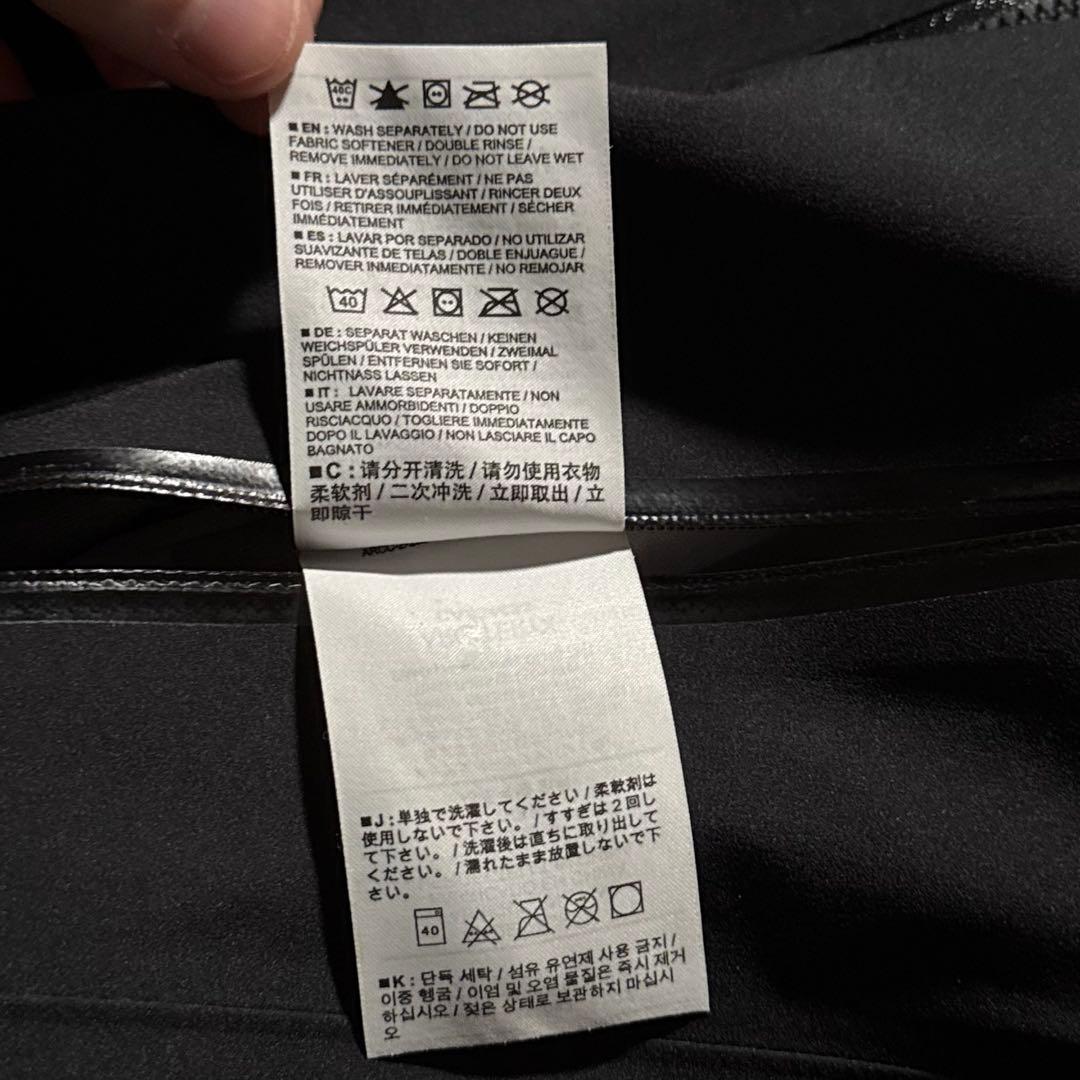 40C
■ EN : WASH SEPARATELY / DO NOT USE
FABRIC SOFTENER / DOUBLE RINSE /
REMOVE IMMEDIATELY / DO NOT LEAVE WET
■ FR : LAVER SÉPARÉMENT / NE PAS
UTILISER D'ASSOUPLISSANT / RINCER DEUX
FOIS / RETIRER IMMÉDIATEMENT / SÉCHER
IMMÉDIATEMENT
■ ES : LAVAR POR SEPARADO / NO UTILIZAR
SUAVIZANTE DE TELAS / DOBLE ENJUAGUE /
REMOVER INMEDIATAMENTE / NO REMOJAR
40
■ DE : SEPARAT WASCHEN / KEINEN
WEICHSPÜLER VERWENDEN / ZWEIMAL
SPÜLEN / ENTFERNEN SIE SOFORT /
NICHTNASS LASSEN
■ IT : LAVARE SEPARATAMENTE / NON
USARE AMMORBIDENTI / DOPPIO
RISCIACQUO / TOGLIERE IMMEDIATAMENTE
DOPO IL LAVAGGIO / NON LASCIARE IL CAPO
BAGNATO
■ C : 请分开清洗 / 请勿使用衣物
柔软剂 / 二次冲洗 / 立即取出 / 立
即晾干
■ J : 単独で洗濯してください / 柔軟剤は
使用しないで下さい。 / すすぎは２回し
て下さい。 / 洗濯後は直ちに取り出して
ください。 / 濡れたまま放置しないで下
さい。
40
■ K : 단독 세탁 / 섬유 유연제 사용 금지 /
이중 헹굼 / 이염 및 오염 물질은 즉시 제거
하십시오 / 젖은 상태로 보관하지 마십시
오